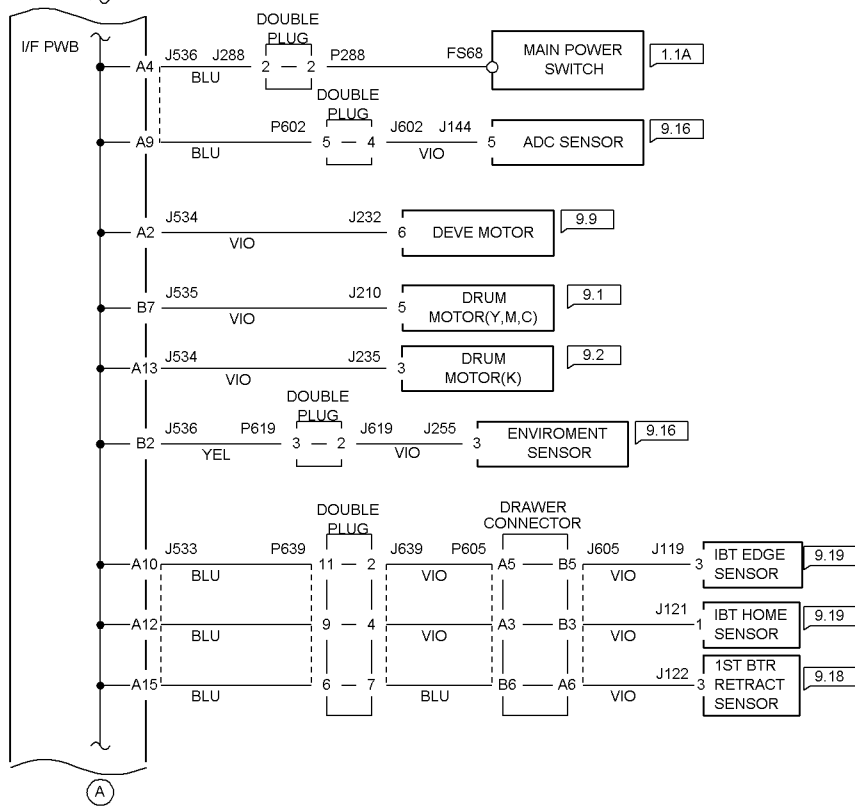 DOUBLE
PLUG
I/F PWB
A4 J536 J288 2 — 2 P288 FS68 MAIN POWER SWITCH 1.1A
BLU
DOUBLE
PLUG
A9 P602 5 — 4 J602 J144 5 ADC SENSOR 9.16
BLU VIO
A2 J534 J232 6 DEVE MOTOR 9.9
VIO
B7 J535 J210 5 DRUM MOTOR(Y,M,C) 9.1
VIO
A13 J534 J235 3 DRUM MOTOR(K) 9.2
VIO
DOUBLE
PLUG
B2 J536 P619 3 — 2 J619 J255 3 ENVIROMENT SENSOR 9.16
YEL VIO
DOUBLE PLUG
DRAWER CONNECTOR
A10 J533 P639 11 — 2 J639 P605 A5 — B5 J605 J119 3 IBT EDGE SENSOR 9.19
BLU VIO VIO
A12 9 — 4 A3 — B3 J121 1 IBT HOME SENSOR 9.19
BLU VIO VIO
A15 6 — 7 B6 — A6 J122 3 1ST BTR RETRACT SENSOR 9.18
BLU BLU VIO
A